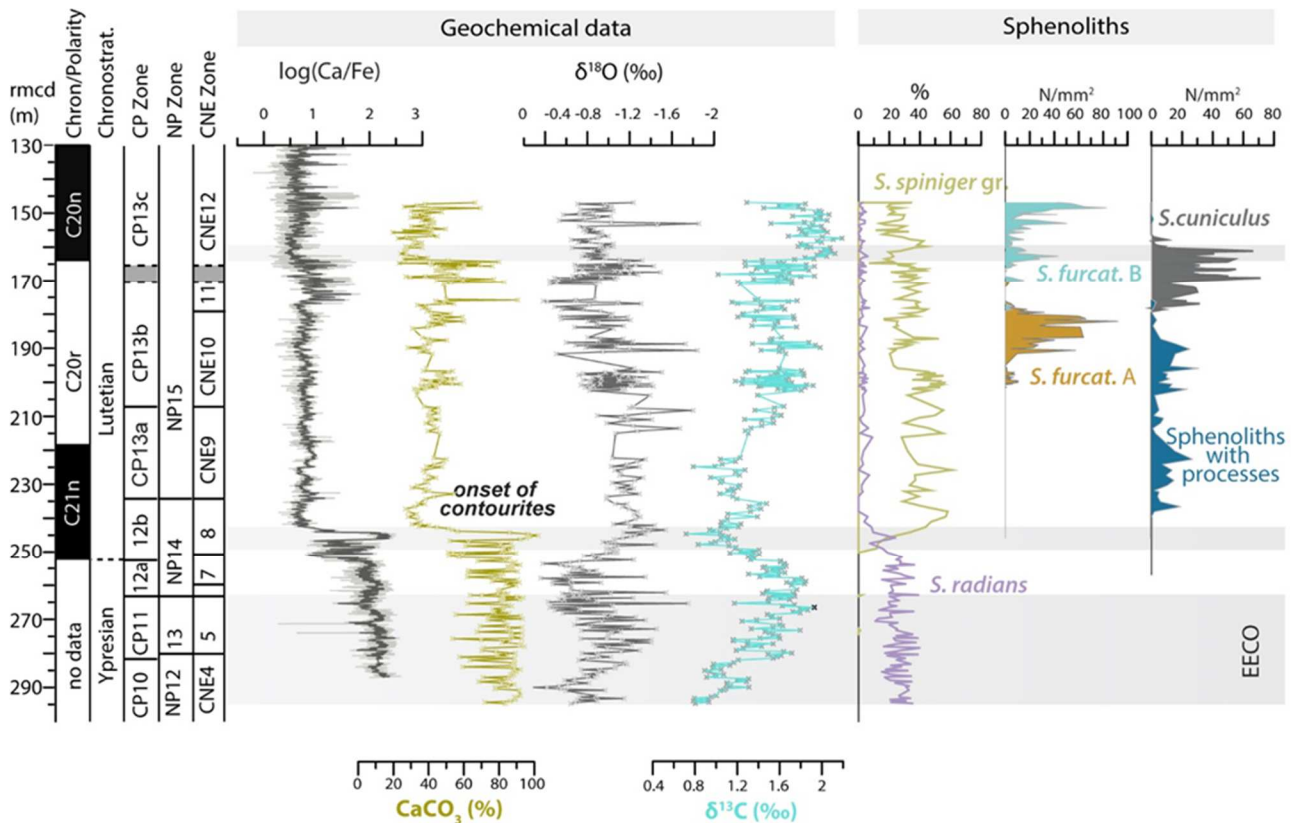 Geochemical data
Sphenoliths
rmcd
(m)
Chron/Polarity
Chronostrat.
CP Zone
NP Zone
CNE Zone
log(Ca/Fe)
δ¹⁸O (‰)
%
N/mm²
N/mm²
0 1 2 3
0 -0.4 -0.8 -1.2 -1.6 -2
0 20 40 60 80
0 20 40 60 80 100
0 20 40 60 80
130
150
170
190
210
230
250
270
290
C20n
C20r
C21n
no data
Lutetian
Ypresian
CP13c
CP13b
CP13a
12b
12a
CP11
CP10
NP15
NP14
13
NP12
CNE12
11
CNE10
CNE9
8
7
5
CNE4
S. spiniger gr.
S.cuniculus
S. furcat. B
S. furcat. A
Sphenoliths
with
processes
onset of
contourites
S. radians
EECO
0 20 40 60 80 100
CaCO₃ (%)
0.4 0.8 1.2 1.6 2
δ¹³C (‰)